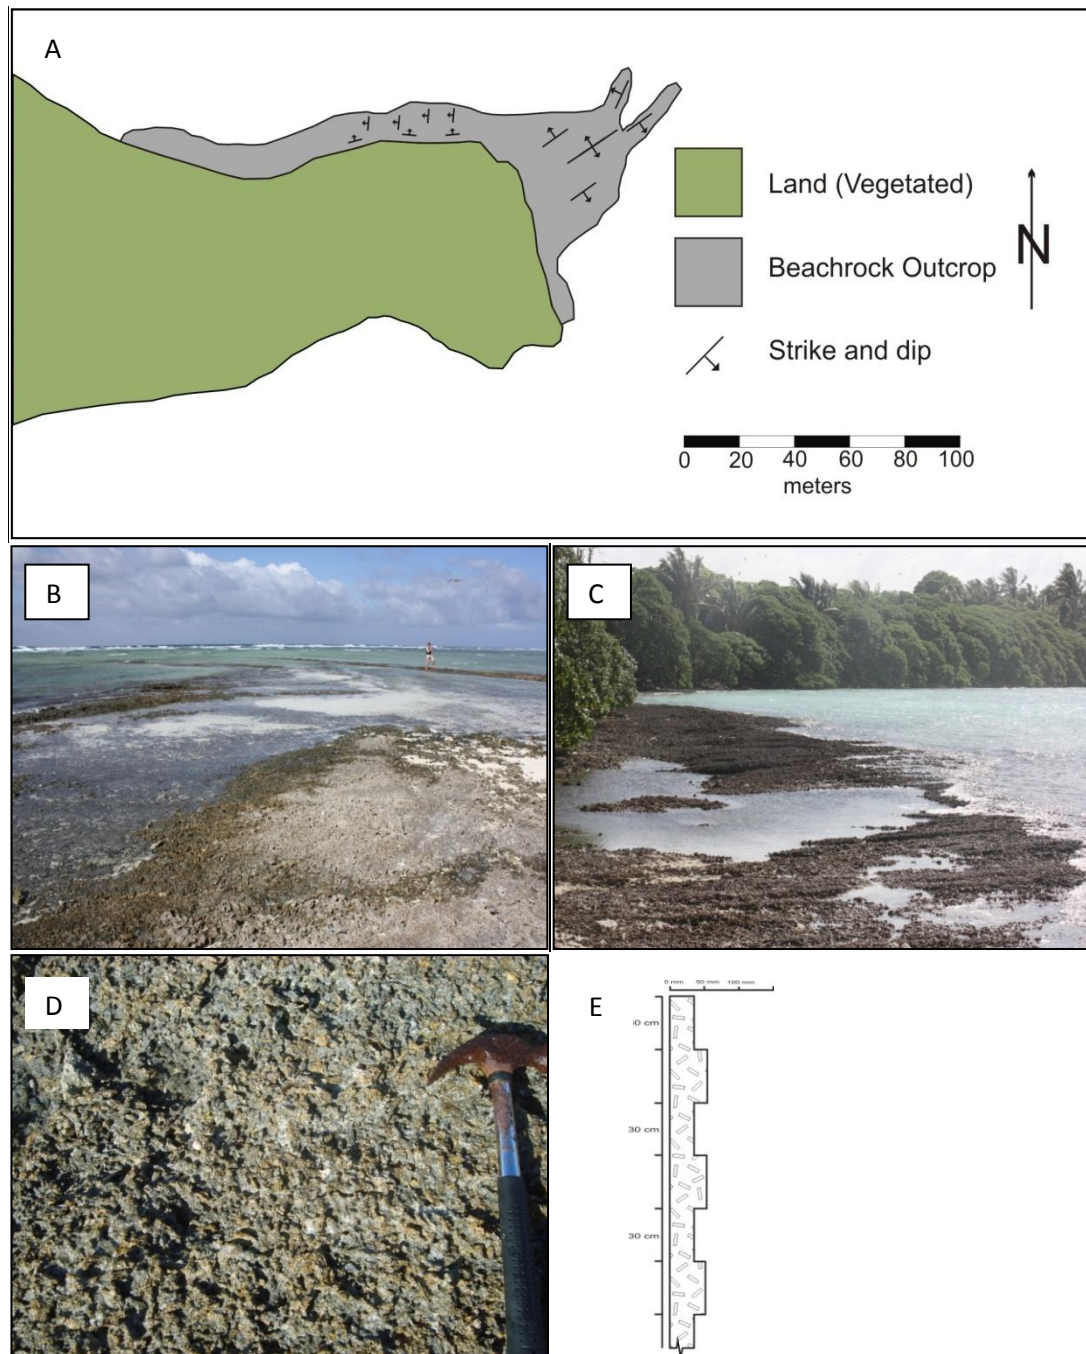 A
Land (Vegetated)
Beachrock Outcrop
N
Strike and dip
0 20 40 60 80 100
meters
B
C
D
E
0 mm 50 mm 100 mm
30 cm
30 cm